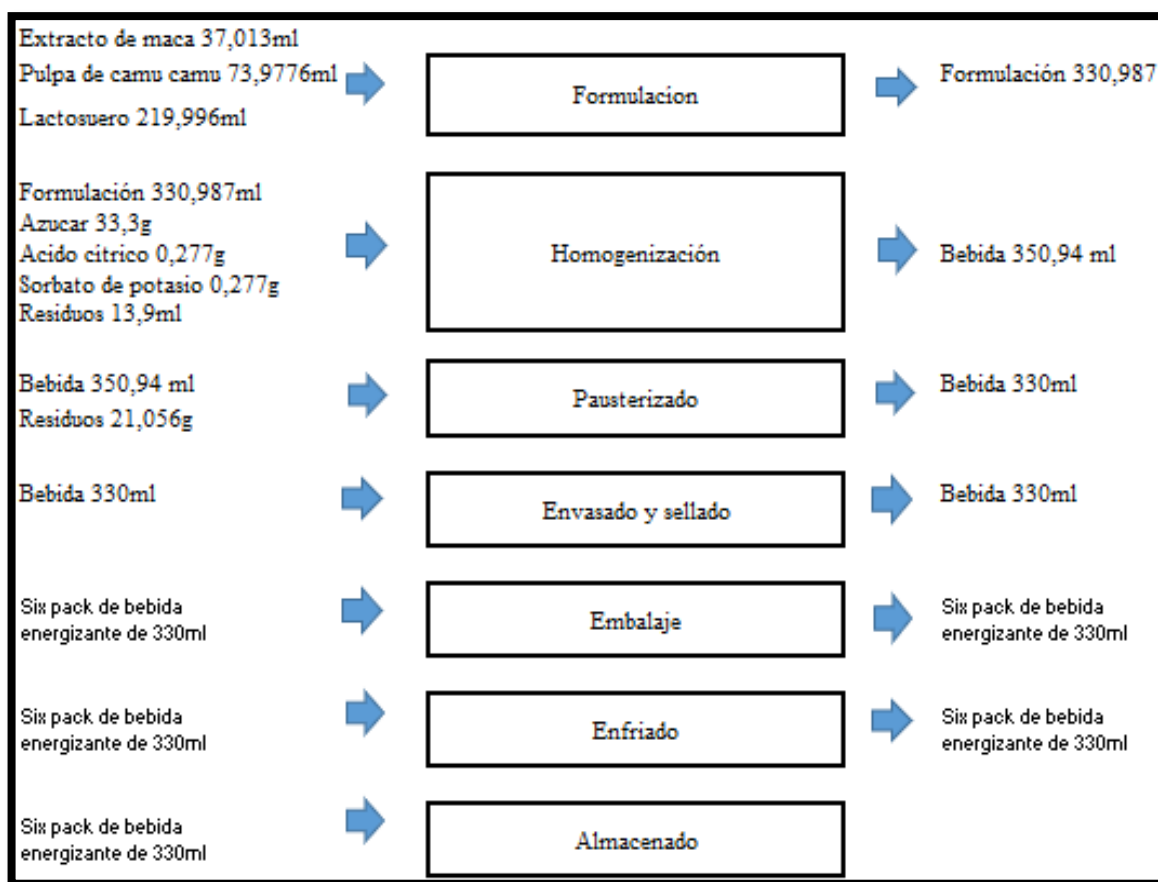 Extracto de maca 37,013ml
Pulpa de camu camu 73,9776ml
Lactosuero 219,996ml
Formulacion
Formulación 330,987
Formulación 330,987ml
Azucar 33,3g
Acido cítrico 0,277g
Sorbato de potasio 0,277g
Residuos 13,9ml
Homogenización
Bebida 350,94 ml
Bebida 350,94 ml
Residuos 21,056g
Pausterizado
Bebida 330ml
Bebida 330ml
Envasado y sellado
Bebida 330ml
Six pack de bebida
energizante de 330ml
Embalaje
Six pack de bebida
energizante de 330ml
Six pack de bebida
energizante de 330ml
Enfriado
Six pack de bebida
energizante de 330ml
Six pack de bebida
energizante de 330ml
Almacenado